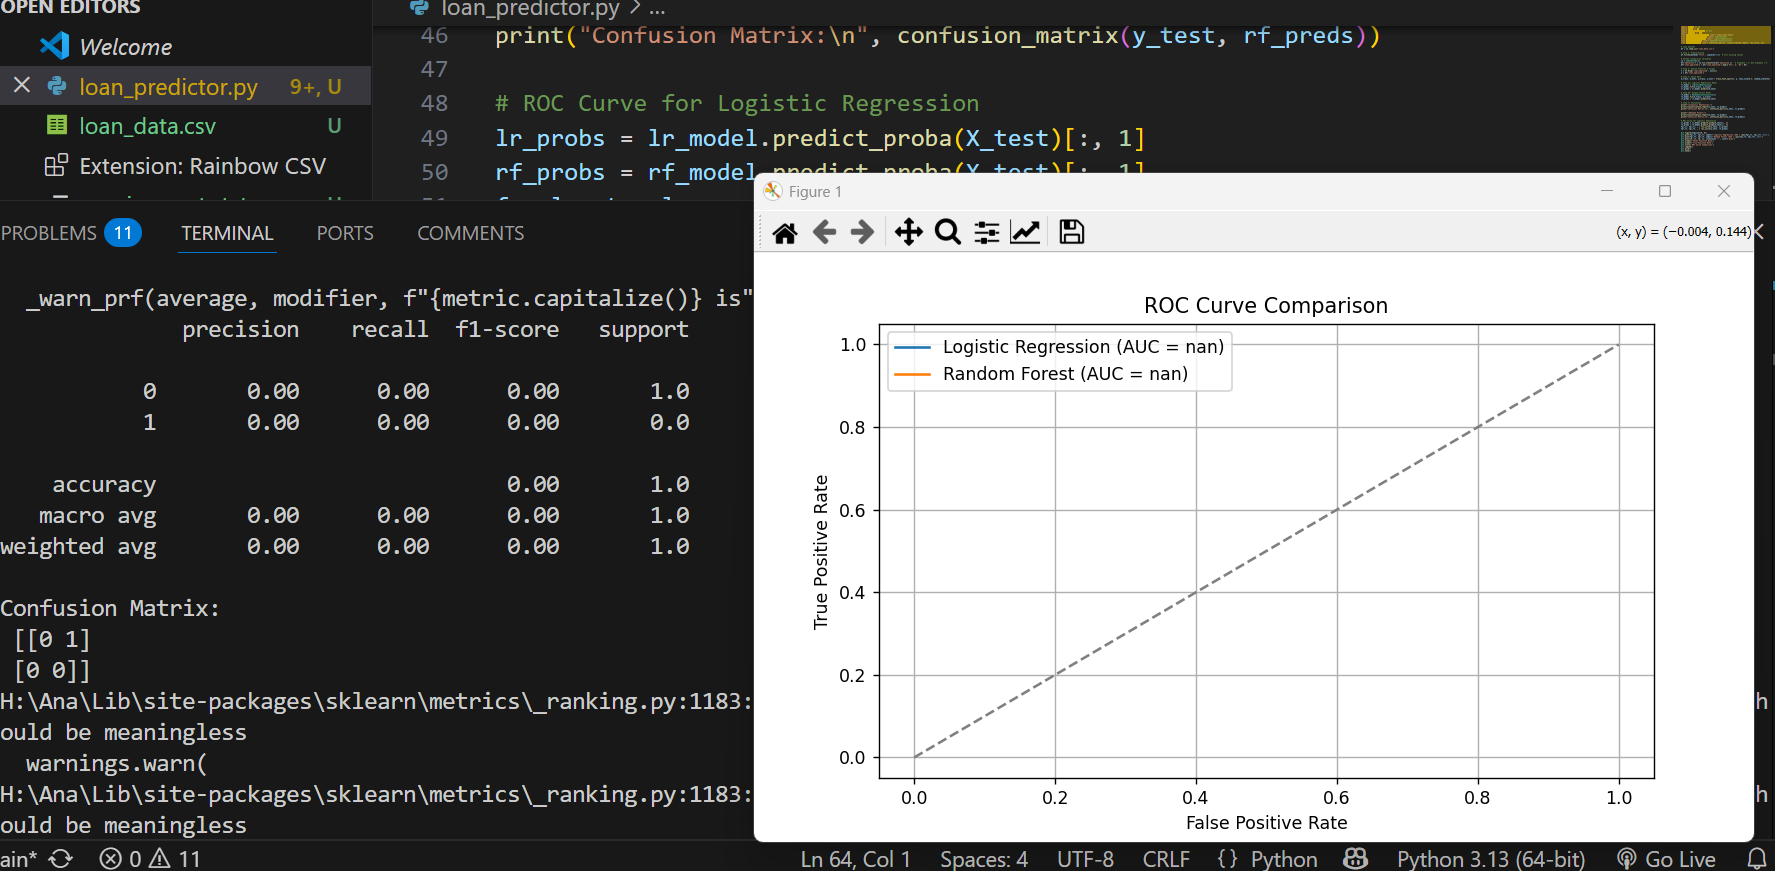 OPEN EDITORS
Welcome
loan_predictor.py 9+, U
loan_data.csv U
Extension: Rainbow CSV
loan_predictor.py > ...
46 print("Confusion Matrix:\n", confusion_matrix(y_test, rf_preds))
47
48 # ROC Curve for Logistic Regression
49 lr_probs = lr_model.predict_proba(X_test)[:, 1]
50 rf_probs = rf_model.predict_proba(X_test)[:, 1]
PROBLEMS 11 TERMINAL PORTS COMMENTS
_warn_prf(average, modifier, f"{metric.capitalize()} is"
precision recall f1-score support
0 0.00 0.00 0.00 1.0
1 0.00 0.00 0.00 0.0
accuracy 0.00 1.0
macro avg 0.00 0.00 0.00 1.0
weighted avg 0.00 0.00 0.00 1.0
Confusion Matrix:
[[0 1]
[0 0]]
H:\Ana\Lib\site-packages\sklearn\metrics\_ranking.py:1183: h
ould be meaningless
warnings.warn(
H:\Ana\Lib\site-packages\sklearn\metrics\_ranking.py:1183: h
ould be meaningless
Figure 1
(x, y) = (−0.004, 0.144)
ROC Curve Comparison
Logistic Regression (AUC = nan)
Random Forest (AUC = nan)
1.0
0.8
0.6
0.4
0.2
0.0
True Positive Rate
0.0 0.2 0.4 0.6 0.8 1.0
False Positive Rate
ain* 0 11 Ln 64, Col 1 Spaces: 4 UTF-8 CRLF {} Python Python 3.13 (64-bit) Go Live